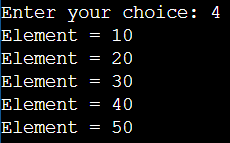 Enter your choice: 4
Element = 10
Element = 20
Element = 30
Element = 40
Element = 50